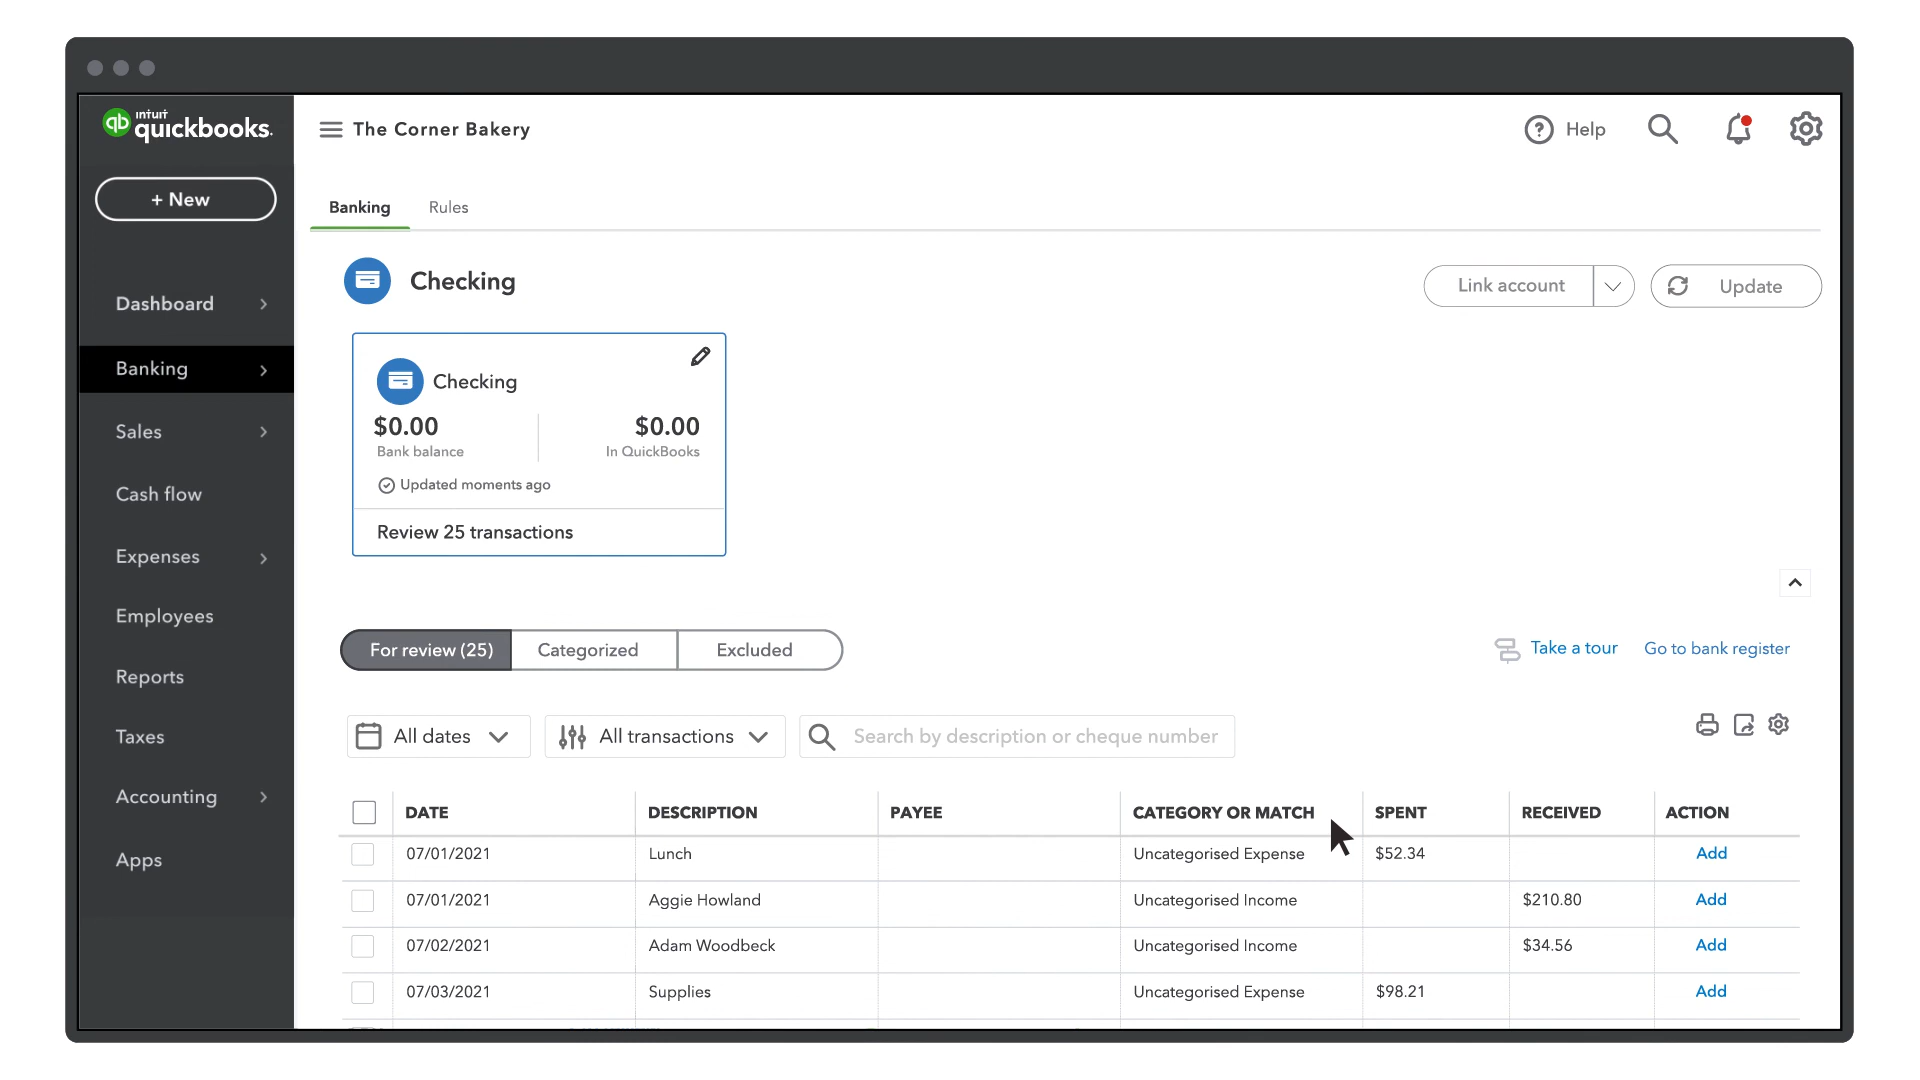 intuit
qb quickbooks.
The Corner Bakery
Help
+ New
Banking
Rules
Dashboard
Banking
Sales
Cash flow
Expenses
Employees
Reports
Taxes
Accounting
Apps
Checking
Link account
Update
Checking
$0.00 $0.00
Bank balance In QuickBooks
Updated moments ago
Review 25 transactions
For review (25) Categorized Excluded
Take a tour Go to bank register
All dates All transactions Search by description or cheque number
DATE DESCRIPTION PAYEE CATEGORY OR MATCH SPENT RECEIVED ACTION
07/01/2021 Lunch Uncategorised Expense $52.34 Add
07/01/2021 Aggie Howland Uncategorised Income $210.80 Add
07/02/2021 Adam Woodbeck Uncategorised Income $34.56 Add
07/03/2021 Supplies Uncategorised Expense $98.21 Add